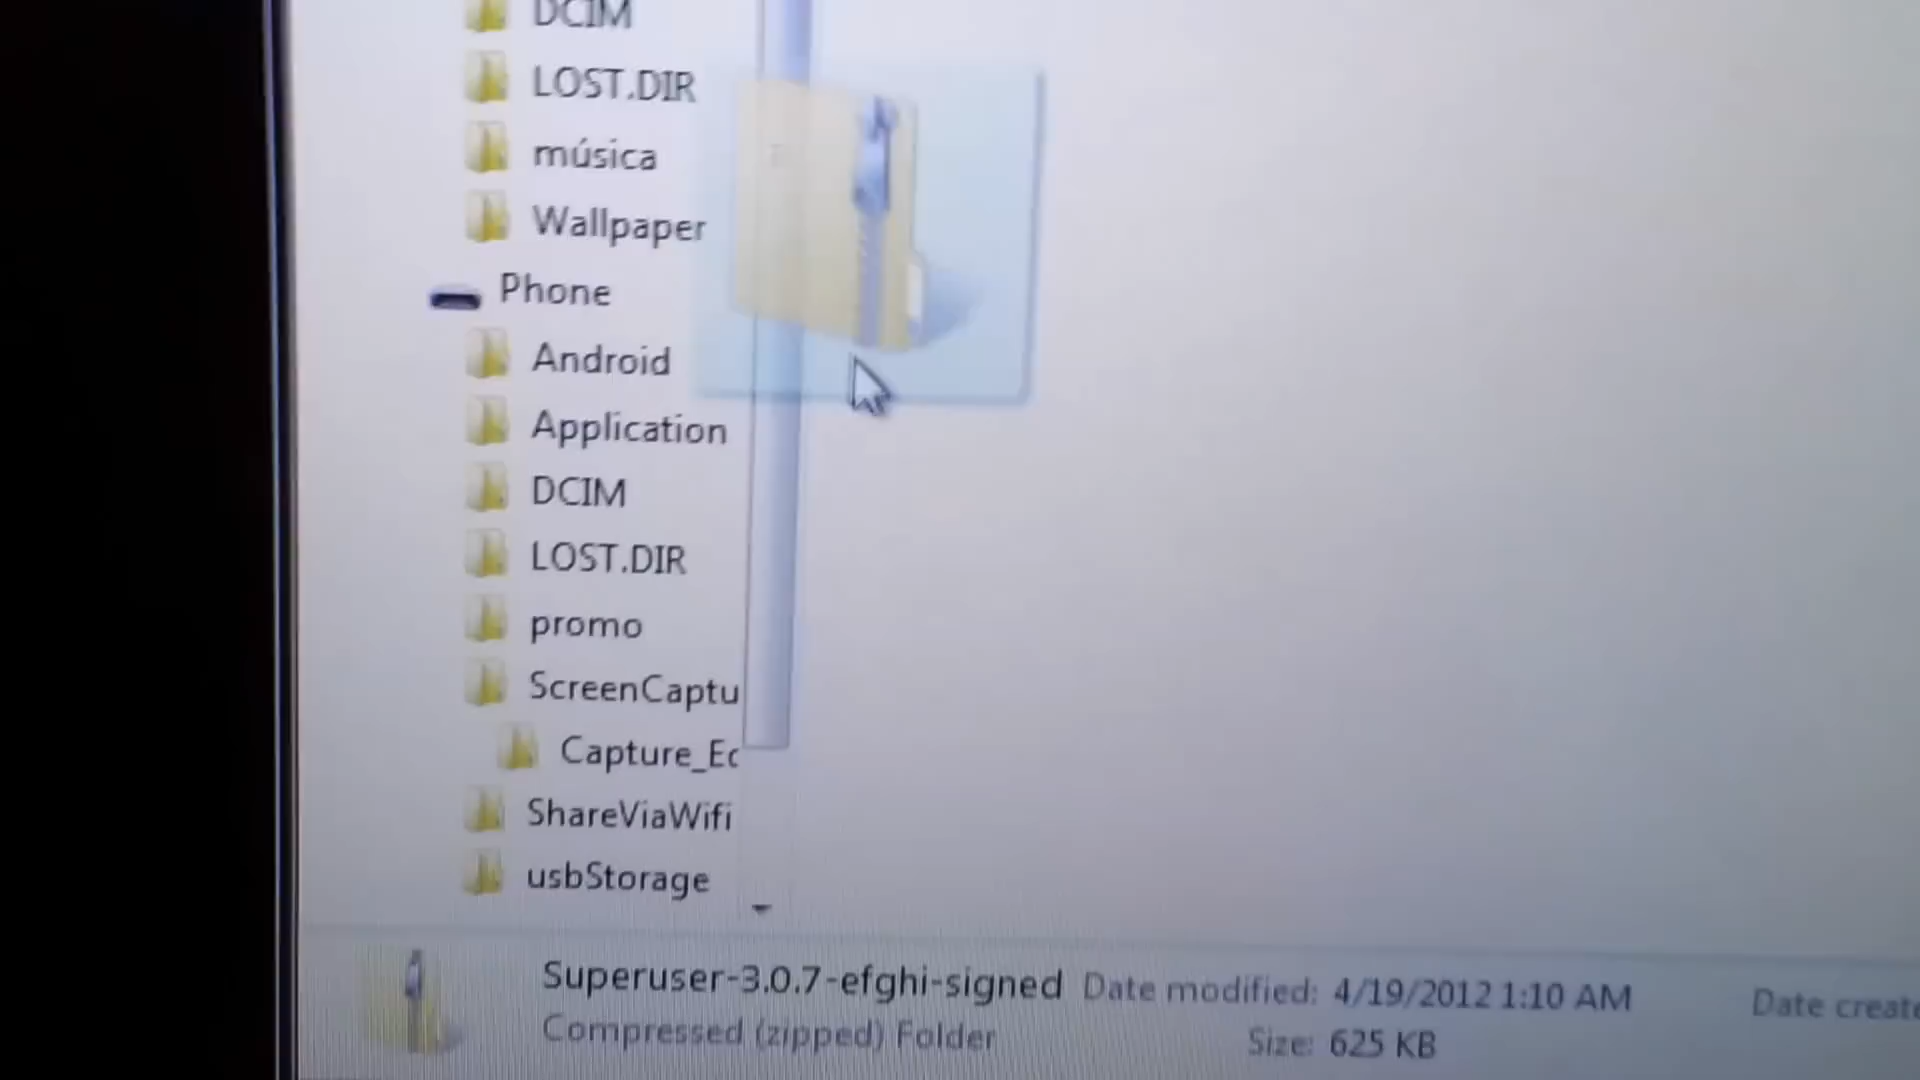 DCIM
LOST.DIR
música
Wallpaper
Phone
Android
Application
DCIM
LOST.DIR
promo
ScreenCaptu
Capture_Ec
ShareViaWifi
usbStorage
Superuser-3.0.7-efghi-signed Date modified: 4/19/2012 1:10 AM Date create
Compressed (zipped) Folder Size: 625 KB